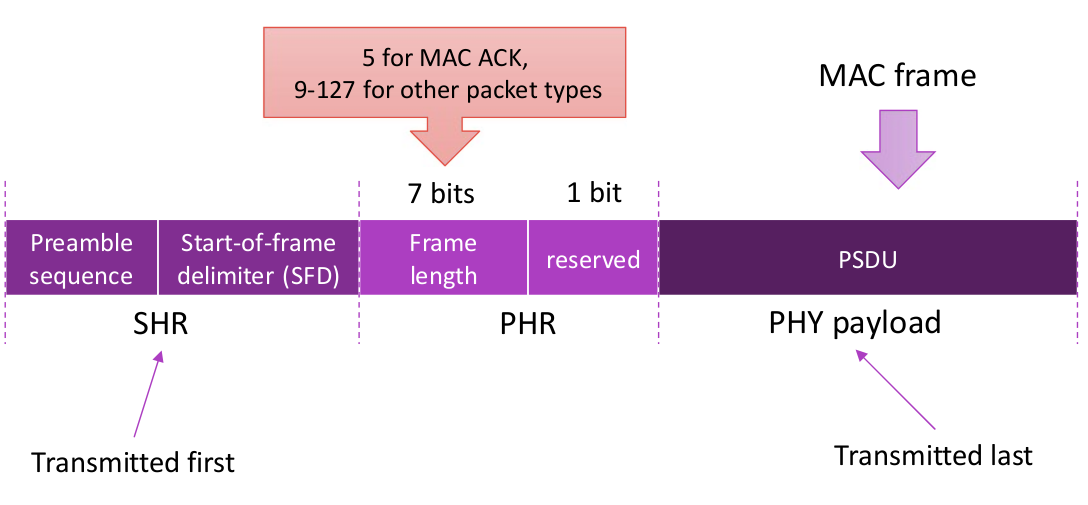 5 for MAC ACK,
9-127 for other packet types
MAC frame
7 bits
1 bit
Preamble
sequence
Start-of-frame
delimiter (SFD)
Frame
length
reserved
PSDU
SHR
PHR
PHY payload
Transmitted first
Transmitted last